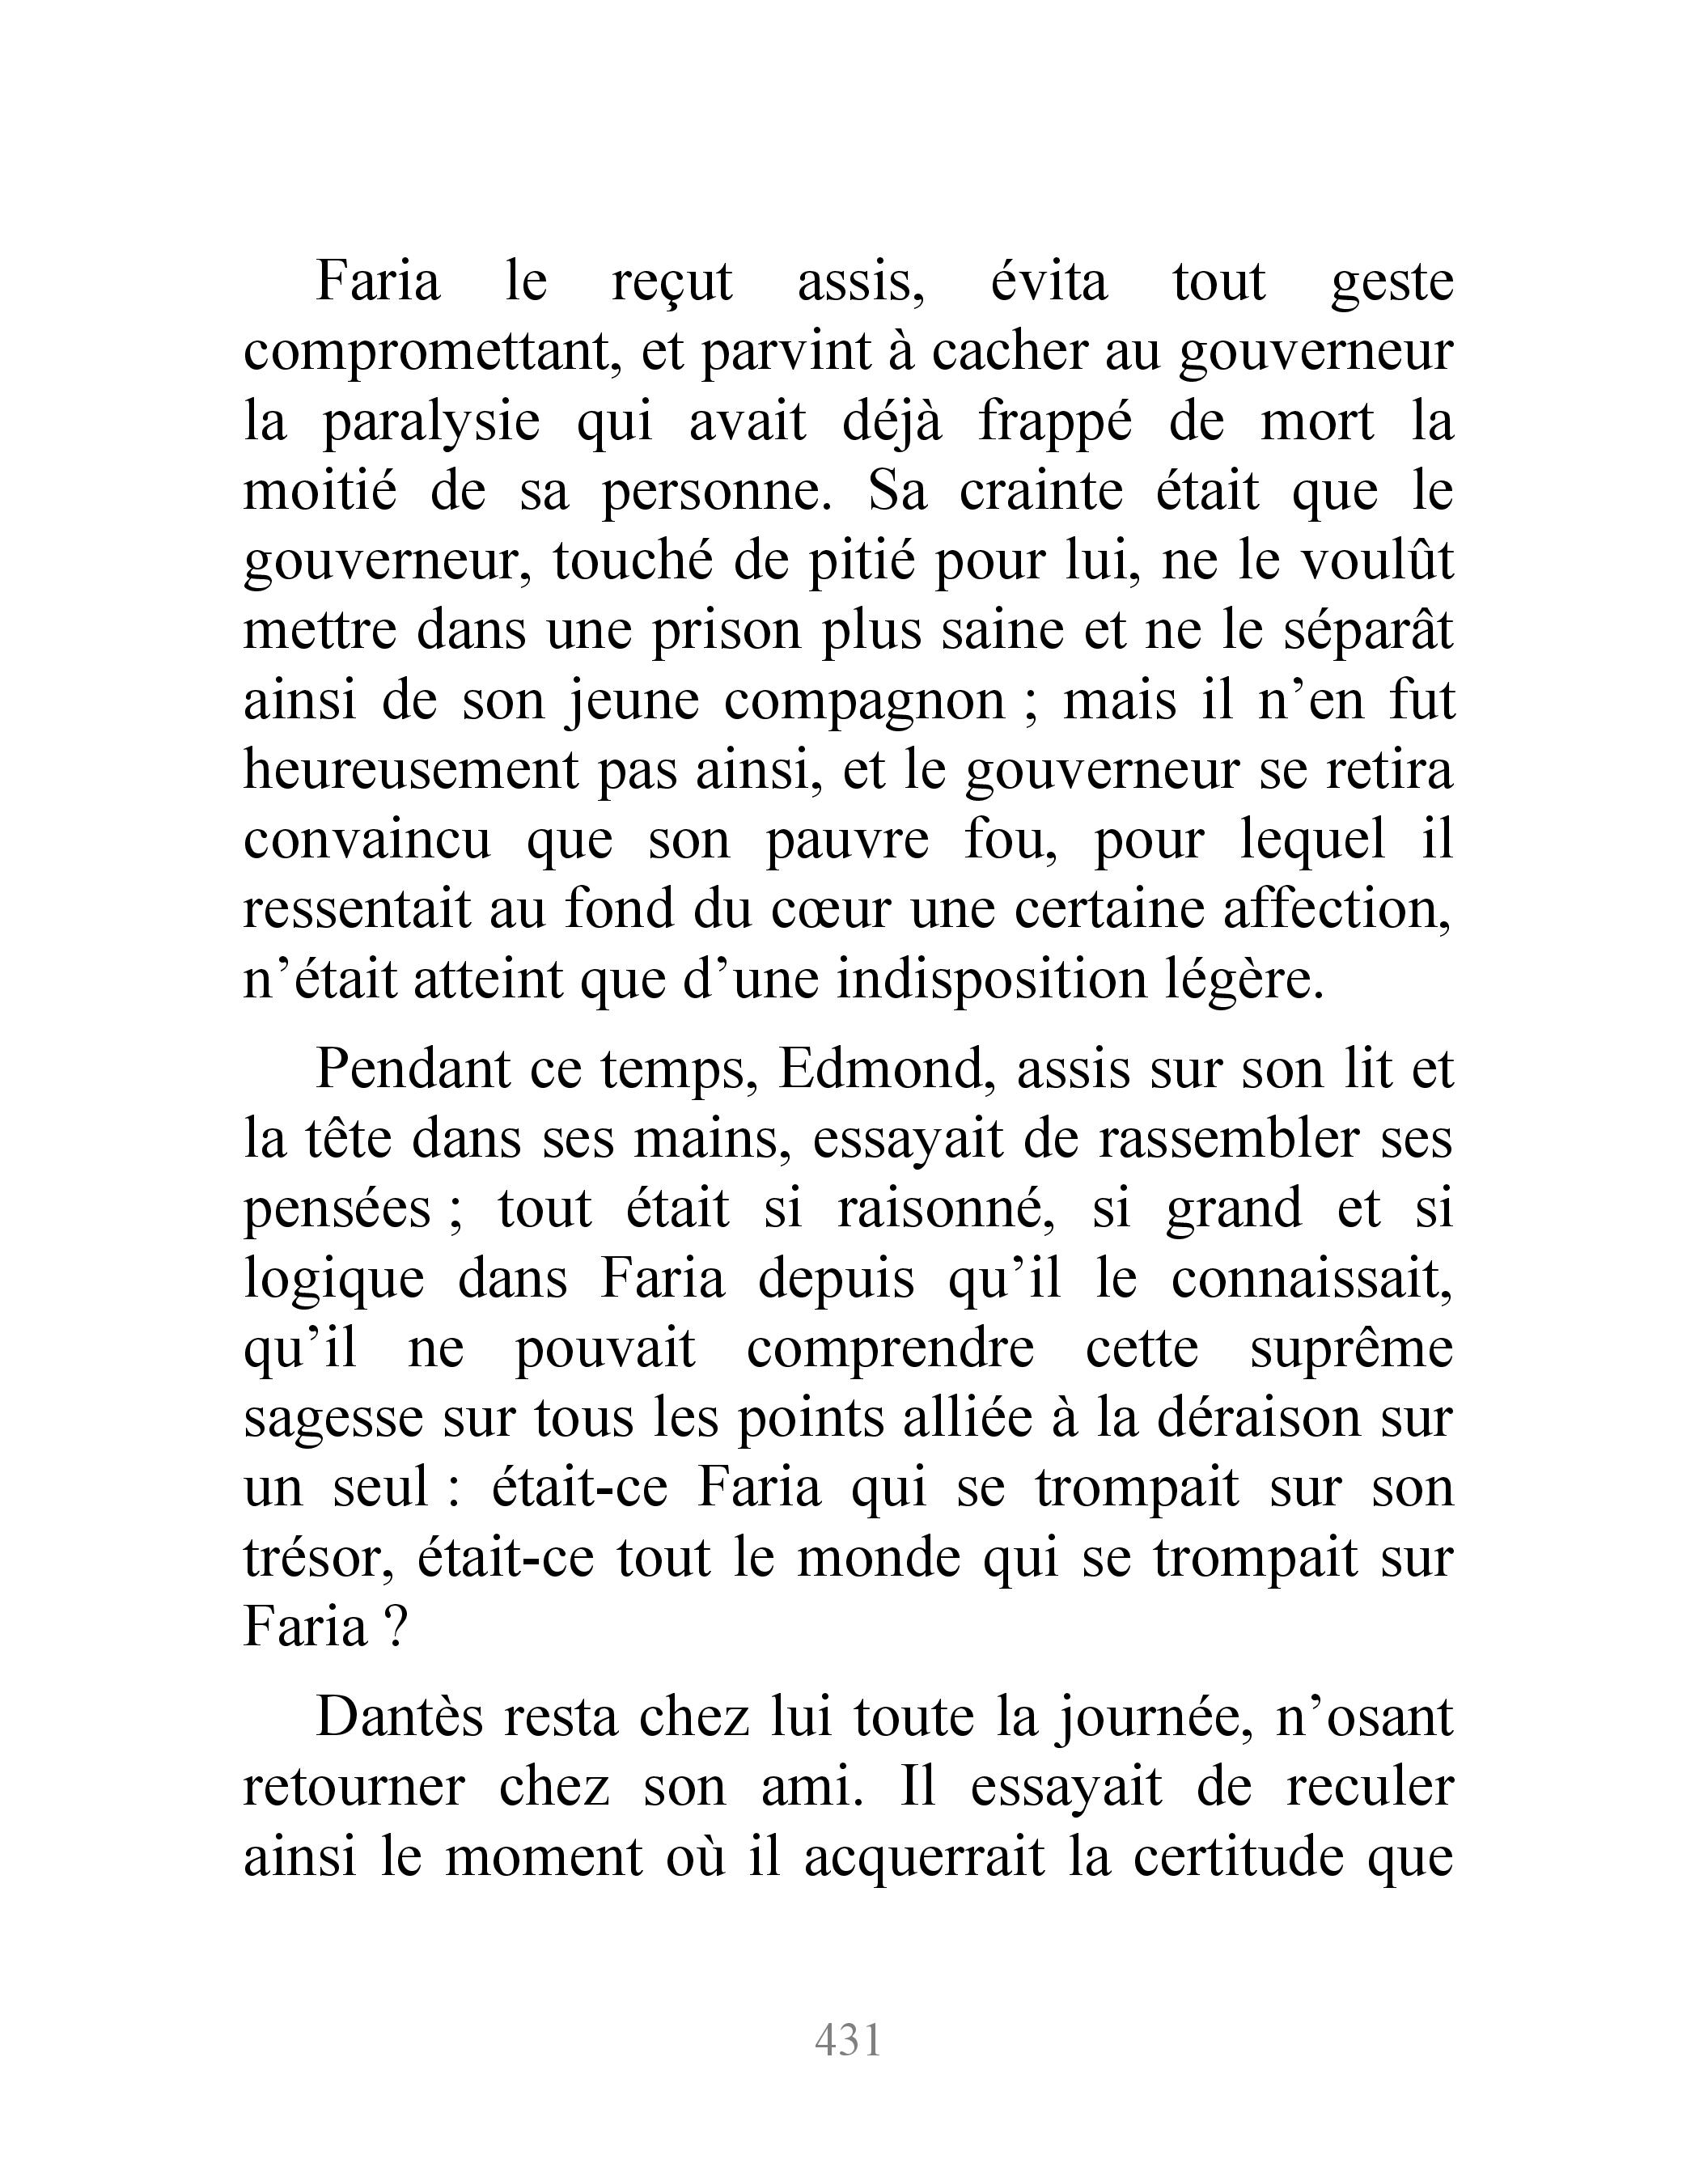 Faria le reçut assis, évita tout geste
compromettant, et parvint à cacher au gouverneur
la paralysie qui avait déjà frappé de mort la
moitié de sa personne. Sa crainte était que le
gouverneur, touché de pitié pour lui, ne le voulût
mettre dans une prison plus saine et ne le séparât
ainsi de son jeune compagnon ; mais il n’en fut
heureusement pas ainsi, et le gouverneur se retira
convaincu que son pauvre fou, pour lequel il
ressentait au fond du cœur une certaine affection,
n’était atteint que d’une indisposition légère.
Pendant ce temps, Edmond, assis sur son lit et
la tête dans ses mains, essayait de rassembler ses
pensées ; tout était si raisonné, si grand et si
logique dans Faria depuis qu’il le connaissait,
qu’il ne pouvait comprendre cette suprême
sagesse sur tous les points alliée à la déraison sur
un seul : était-ce Faria qui se trompait sur son
trésor, était-ce tout le monde qui se trompait sur
Faria ?
Dantès resta chez lui toute la journée, n’osant
retourner chez son ami. Il essayait de reculer
ainsi le moment où il acquerrait la certitude que
431